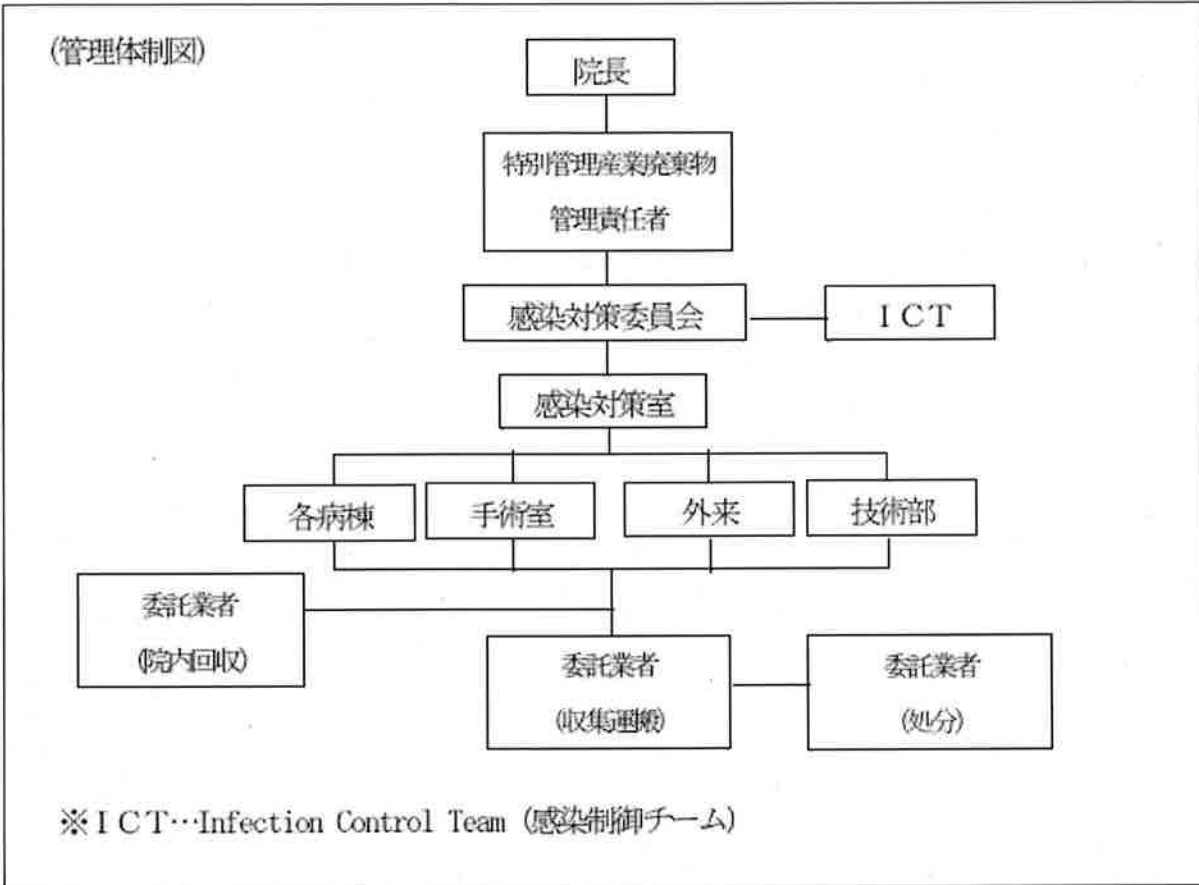 (管理体制図)
院長
特別管理産業廃棄物
管理責任者
感染対策委員会
ＩＣＴ
感染対策室
各病棟
手術室
外来
技術部
委託業者
(院内回収)
委託業者
(収集運搬)
委託業者
(処分)
※ＩＣＴ…Infection Control Team (感染制御チーム)